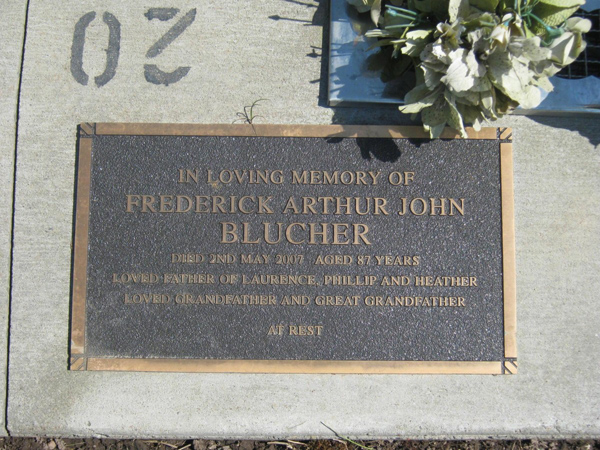 20
IN LOVING MEMORY OF
FREDERICK ARTHUR JOHN
BLUCHER
DIED 2ND MAY 2007 AGED 87 YEARS
LOVED FATHER OF LAURENCE, PHILLIP AND HEATHER
LOVED GRANDFATHER AND GREAT GRANDFATHER
AT REST